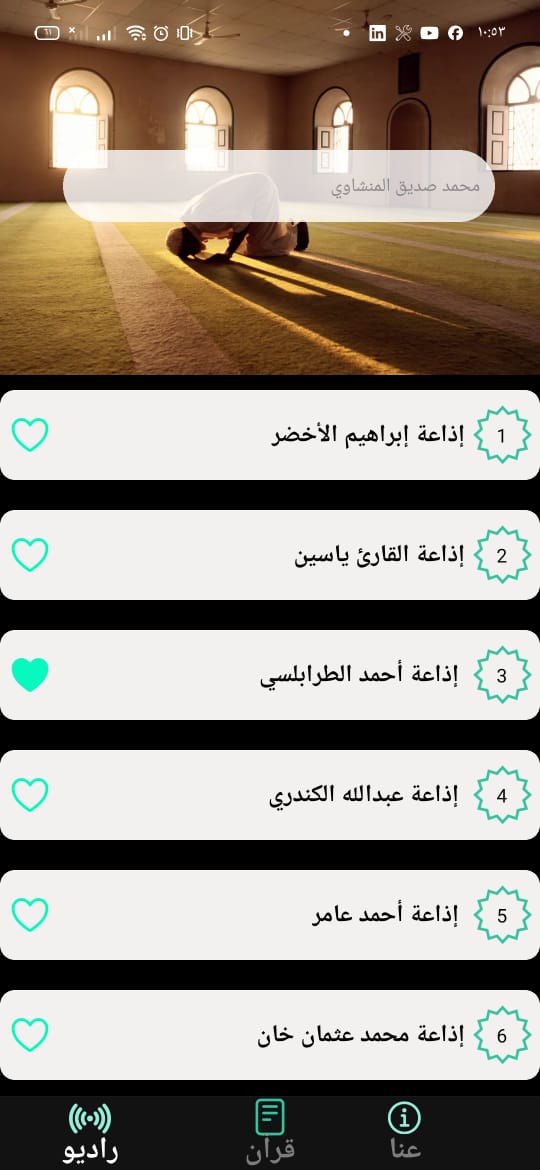 ١٠:٥٣
٦١
محمد صديق المنشاوي
1 إذاعة إبراهيم الأخضر
2 إذاعة القارئ ياسين
3 إذاعة أحمد الطرابلسي
4 إذاعة عبدالله الكندري
5 إذاعة أحمد عامر
6 إذاعة محمد عثمان خان
عنا
قرآن
راديو